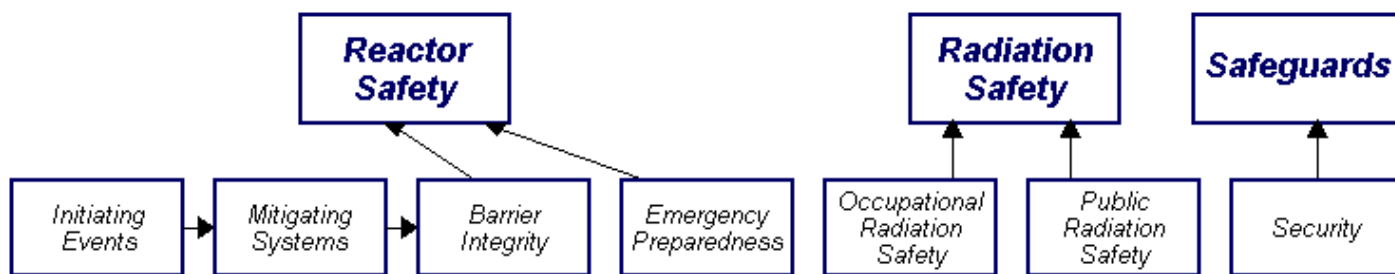 Reactor
Safety
Radiation
Safety
Safeguards
Initiating
Events
Mitigating
Systems
Barrier
Integrity
Emergency
Preparedness
Occupational
Radiation
Safety
Public
Radiation
Safety
Security